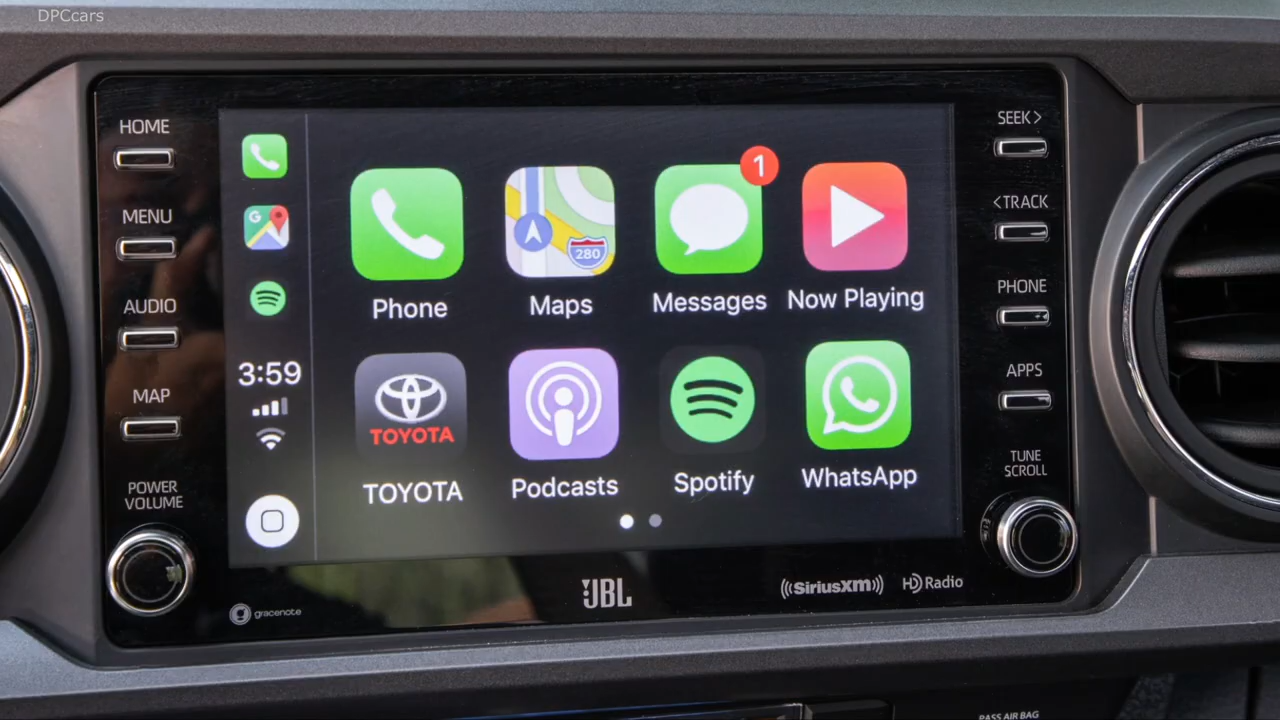 DPCcars
HOME
MENU
AUDIO
MAP
POWER
VOLUME
G
3:59
280
1
Phone
Maps
Messages
Now Playing
TOYOTA
TOYOTA
Podcasts
Spotify
WhatsApp
SEEK>
<TRACK
PHONE
APPS
TUNE
SCROLL
gracenote
JBL
((SiriusXM))
HD Radio
PASS AIR BAG